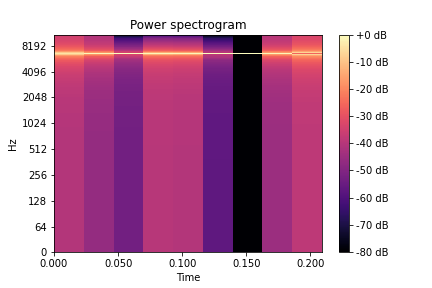 Power spectrogram
Hz
8192
4096
2048
1024
512
256
128
64
0
0.000
0.050
0.100
0.150
0.200
Time
+0 dB
-10 dB
-20 dB
-30 dB
-40 dB
-50 dB
-60 dB
-70 dB
-80 dB